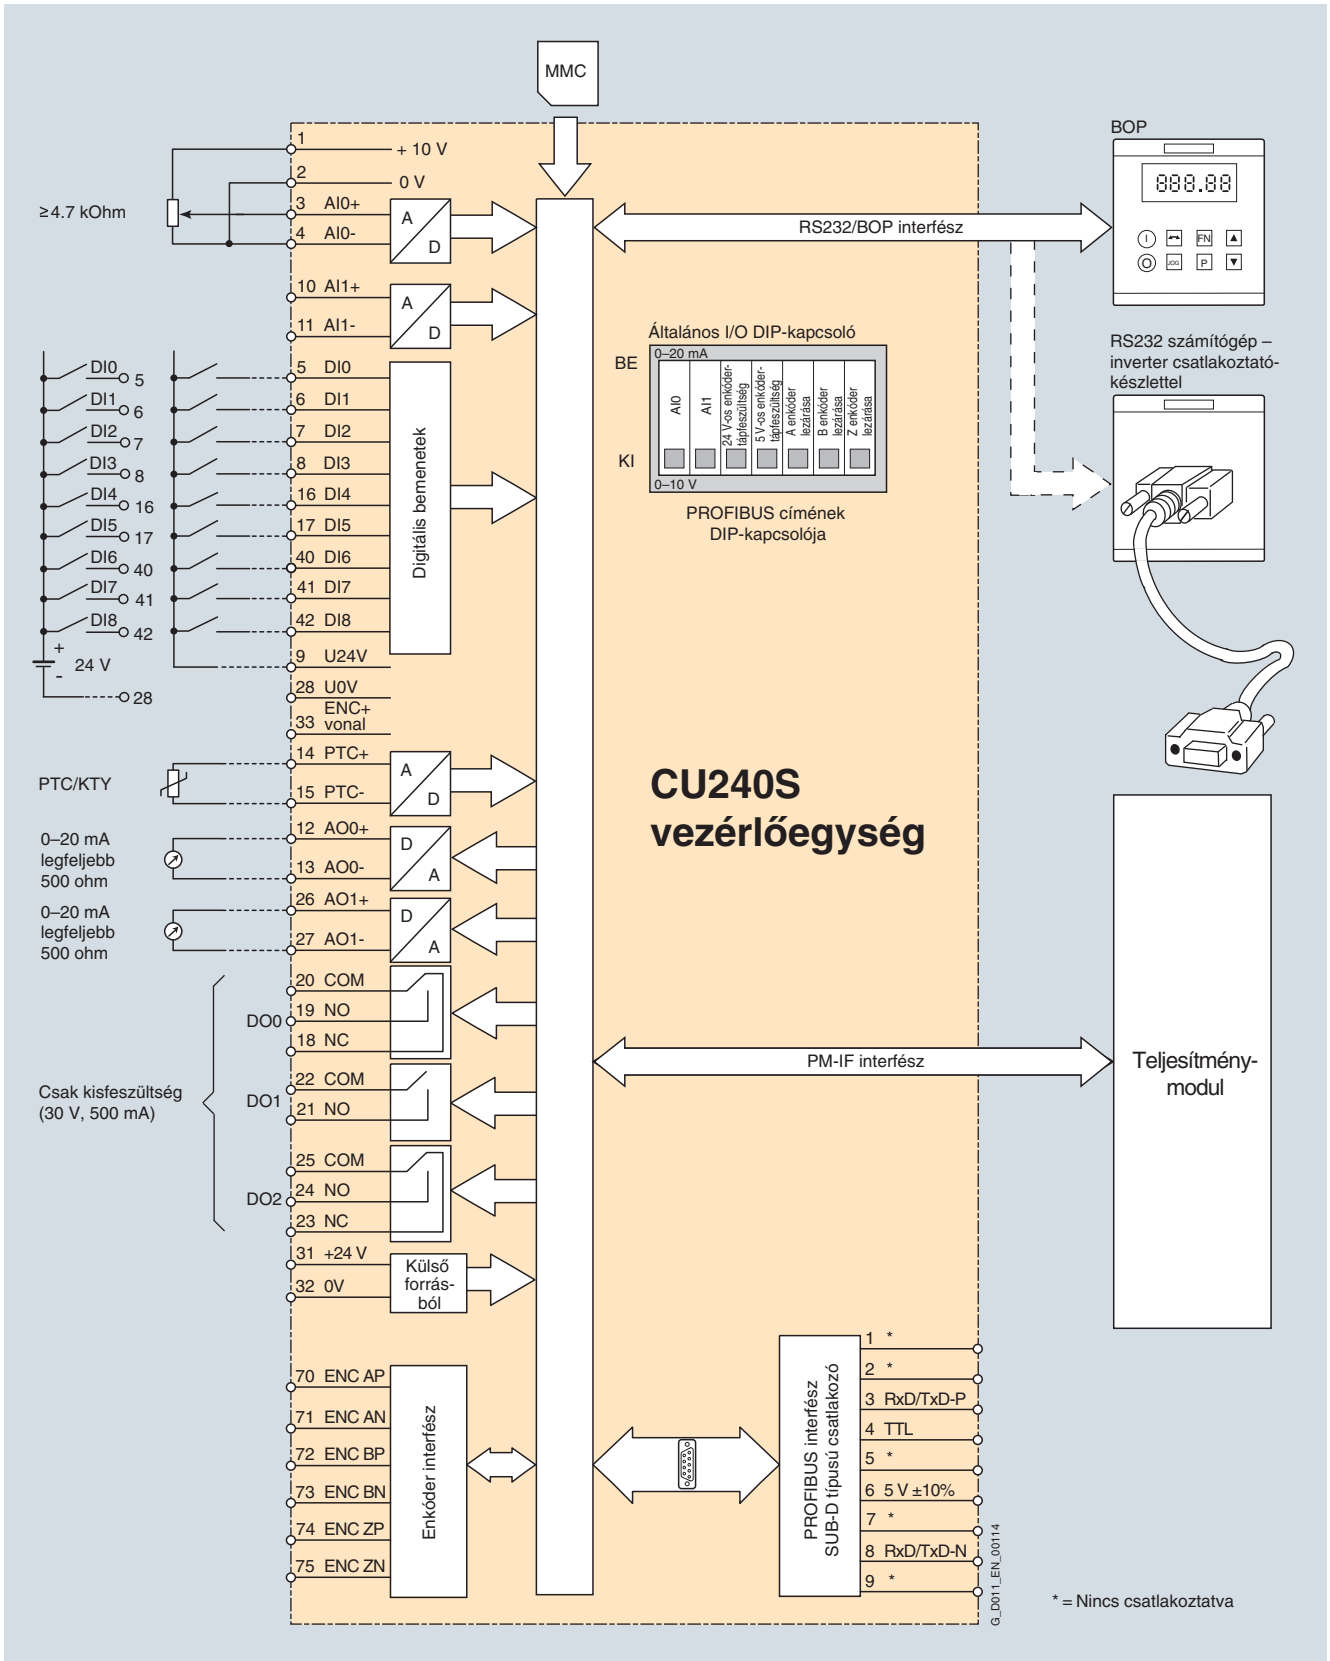 MMC
1
+ 10 V
2
0 V
≥4.7 kOhm
3 AI0+
4 AI0-
A
D
10 AI1+
11 AI1-
A
D
RS232/BOP interfész
BOP
888.88
I
O
FN
JOG
P
RS232 számítógép –
inverter csatlakoztató-
készlettel
Általános I/O DIP-kapcsoló
BE
KI
0–20 mA
AI0
AI1
24 V-os enkóder-
tápfeszültség
5 V-os enkóder-
tápfeszültség
A enkóder
lezárása
B enkóder
lezárása
Z enkóder
lezárása
0–10 V
PROFIBUS címének
DIP-kapcsolója
DI0 5
DI1 6
DI2 7
DI3 8
DI4 16
DI5 17
DI6 40
DI7 41
DI8 42
+
-
24 V
28
5 DI0
6 DI1
7 DI2
8 DI3
16 DI4
17 DI5
40 DI6
41 DI7
42 DI8
Digitális bemenetek
9 U24V
28 U0V
ENC+
33 vonal
PTC/KTY
14 PTC+
15 PTC-
A
D
0–20 mA
legfeljebb
500 ohm
12 AO0+
13 AO0-
D
A
0–20 mA
legfeljebb
500 ohm
26 AO1+
27 AO1-
D
A
CU240S
vezérlőegység
Csak kisfeszültség
(30 V, 500 mA)
DO0
20 COM
19 NO
18 NC
DO1
22 COM
21 NO
DO2
25 COM
24 NO
23 NC
PM-IF interfész
Teljesítmény-
modul
31 +24 V
32 0V
Külső
forrás-
ból
70 ENC AP
71 ENC AN
72 ENC BP
73 ENC BN
74 ENC ZP
75 ENC ZN
Enkóder interfész
PROFIBUS interfész
SUB-D típusú csatlakozó
1 *
2 *
3 RxD/TxD-P
4 TTL
5 *
6 5 V ±10%
7 *
8 RxD/TxD-N
9 *
G_D011_EN_00114
* = Nincs csatlakoztatva